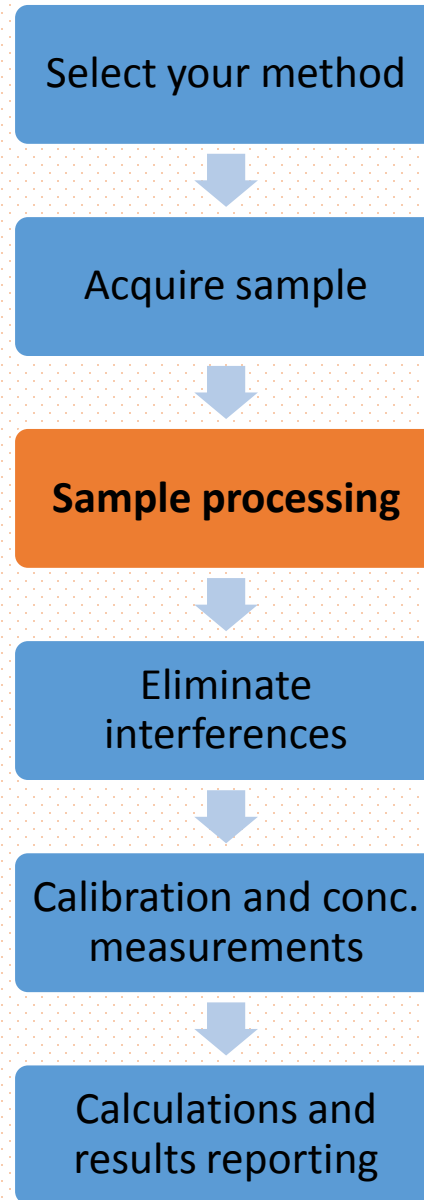 Select your method
Acquire sample
Sample processing
Eliminate
interferences
Calibration and conc.
measurements
Calculations and
results reporting